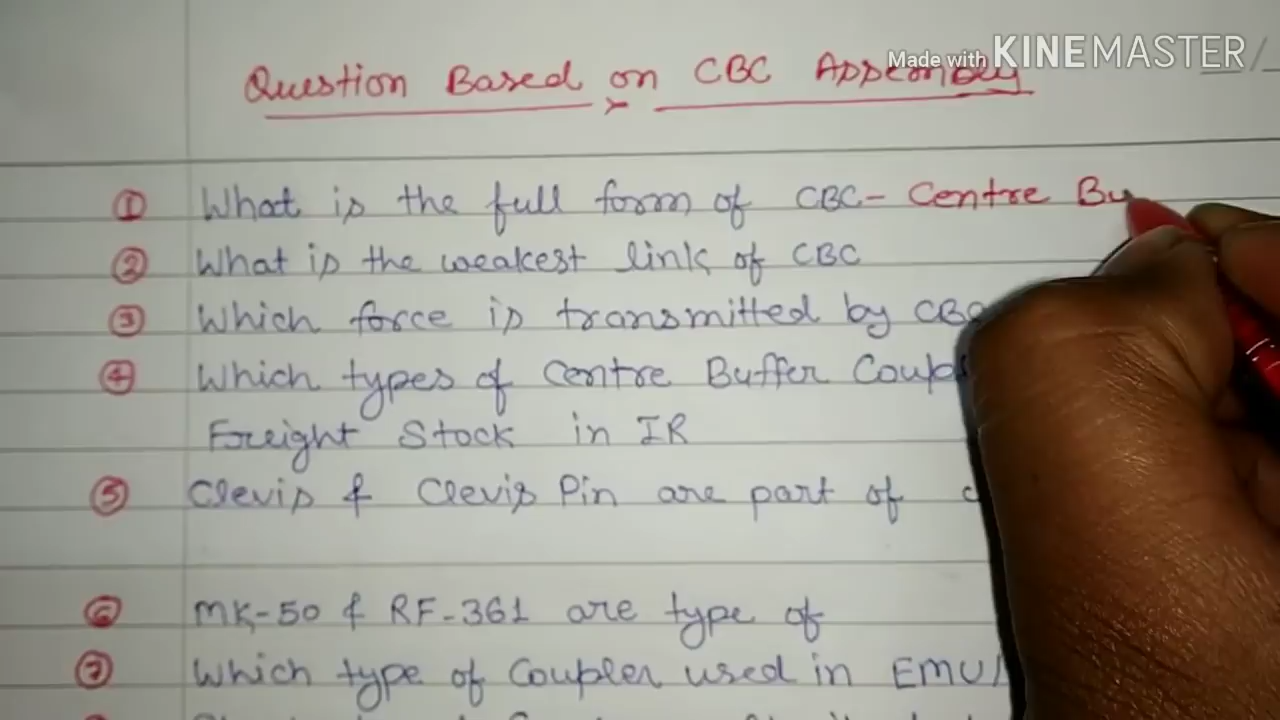 Made with KINEMASTER
Question Based on CBC Assembly
① What is the full form of CBC- Centre Bu
② What is the weakest link of CBC
③ Which force is transmitted by CBC
④ Which types of Centre Buffer Coup
Freight Stock in IR
⑤ Clevis & Clevis Pin are part of
⑥ MK-50 & RF-361 are type of
⑦ Which type of Coupler used in EMU/